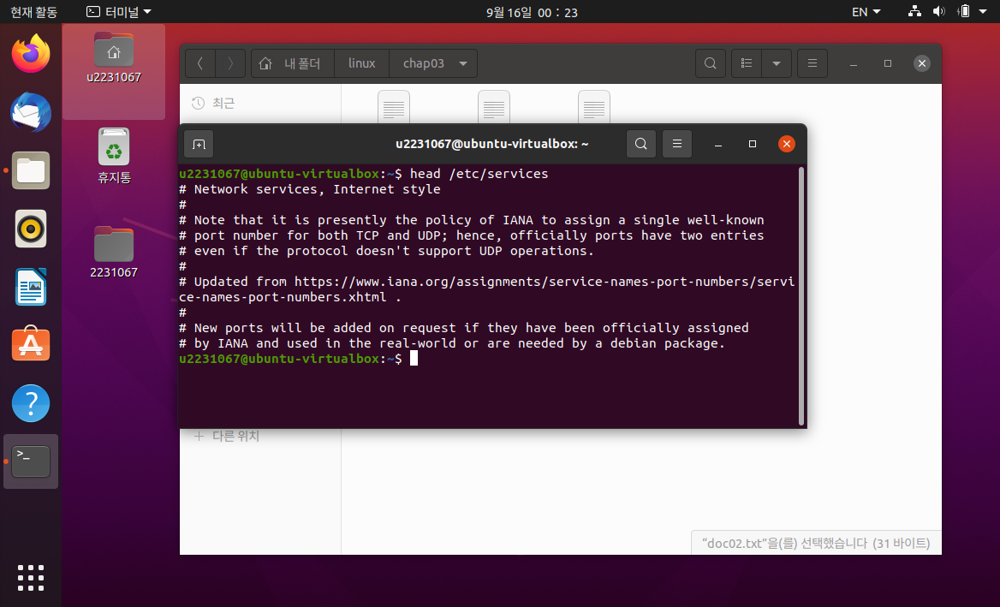 현재 활동
터미널
9월 16일 00 : 23
EN
u2231067
휴지통
2231067
내 폴더
linux
chap03
최근
u2231067@ubuntu-virtualbox: ~
u2231067@ubuntu-virtualbox:~$ head /etc/services
# Network services, Internet style
#
# Note that it is presently the policy of IANA to assign a single well-known
# port number for both TCP and UDP; hence, officially ports have two entries
# even if the protocol doesn't support UDP operations.
#
# Updated from https://www.iana.org/assignments/service-names-port-numbers/servi
ce-names-port-numbers.xhtml .
#
# New ports will be added on request if they have been officially assigned
# by IANA and used in the real-world or are needed by a debian package.
u2231067@ubuntu-virtualbox:~$
+ 다른 위치
“doc02.txt”을(를) 선택했습니다 (31 바이트)